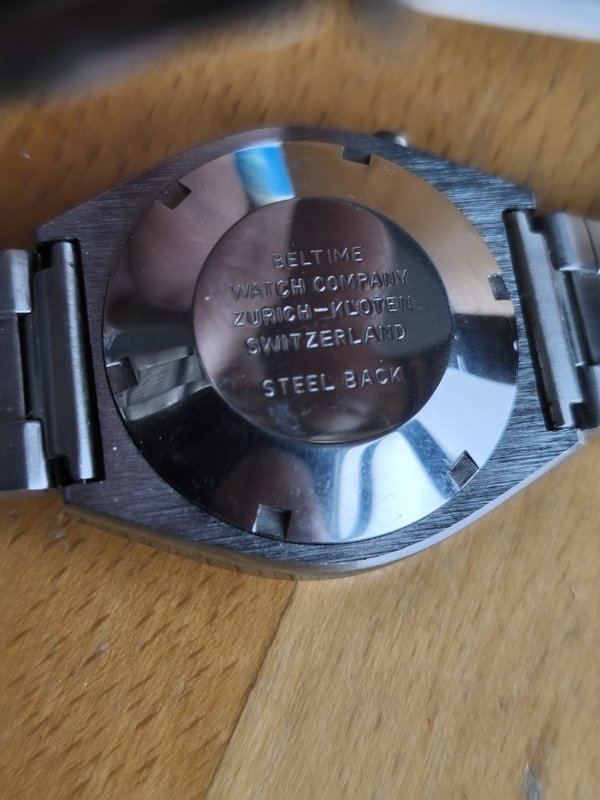 BELTIME
WATCH COMPANY
ZURICH-KLOTEN
SWITZERLAND
STEEL BACK